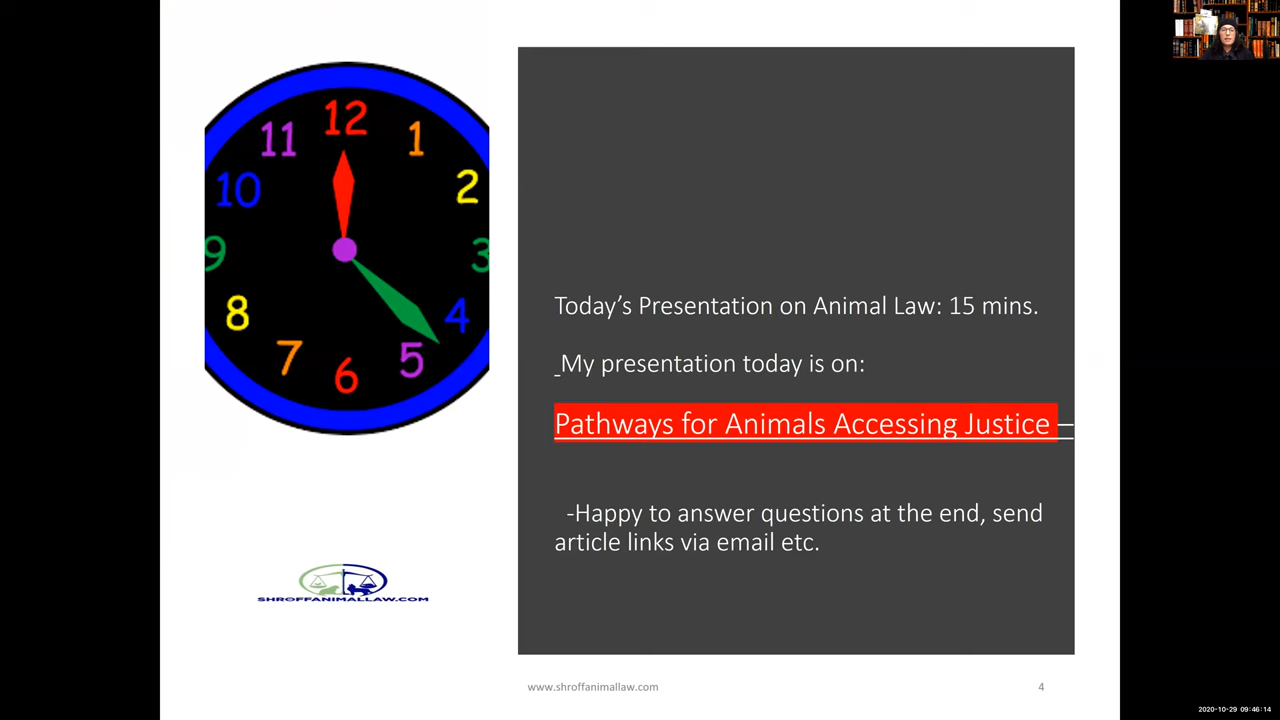 12
11
1
10
2
9
3
8
4
7
5
6
Today's Presentation on Animal Law: 15 mins.
My presentation today is on:
Pathways for Animals Accessing Justice –
-Happy to answer questions at the end, send
article links via email etc.
SHROFFANIMALLAW.COM
www.shroffanimallaw.com
4
2020-10-29 09:46:14